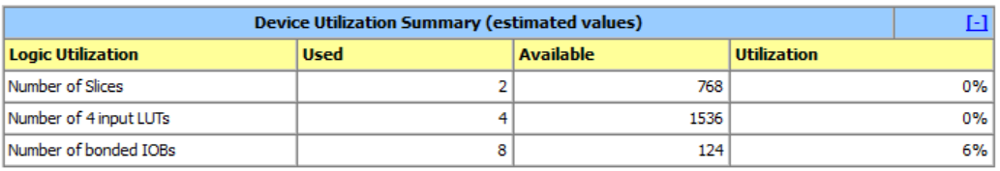 Device Utilization Summary (estimated values) [-]
Logic Utilization Used Available Utilization
Number of Slices 2 768 0%
Number of 4 input LUTs 4 1536 0%
Number of bonded IOBs 8 124 6%